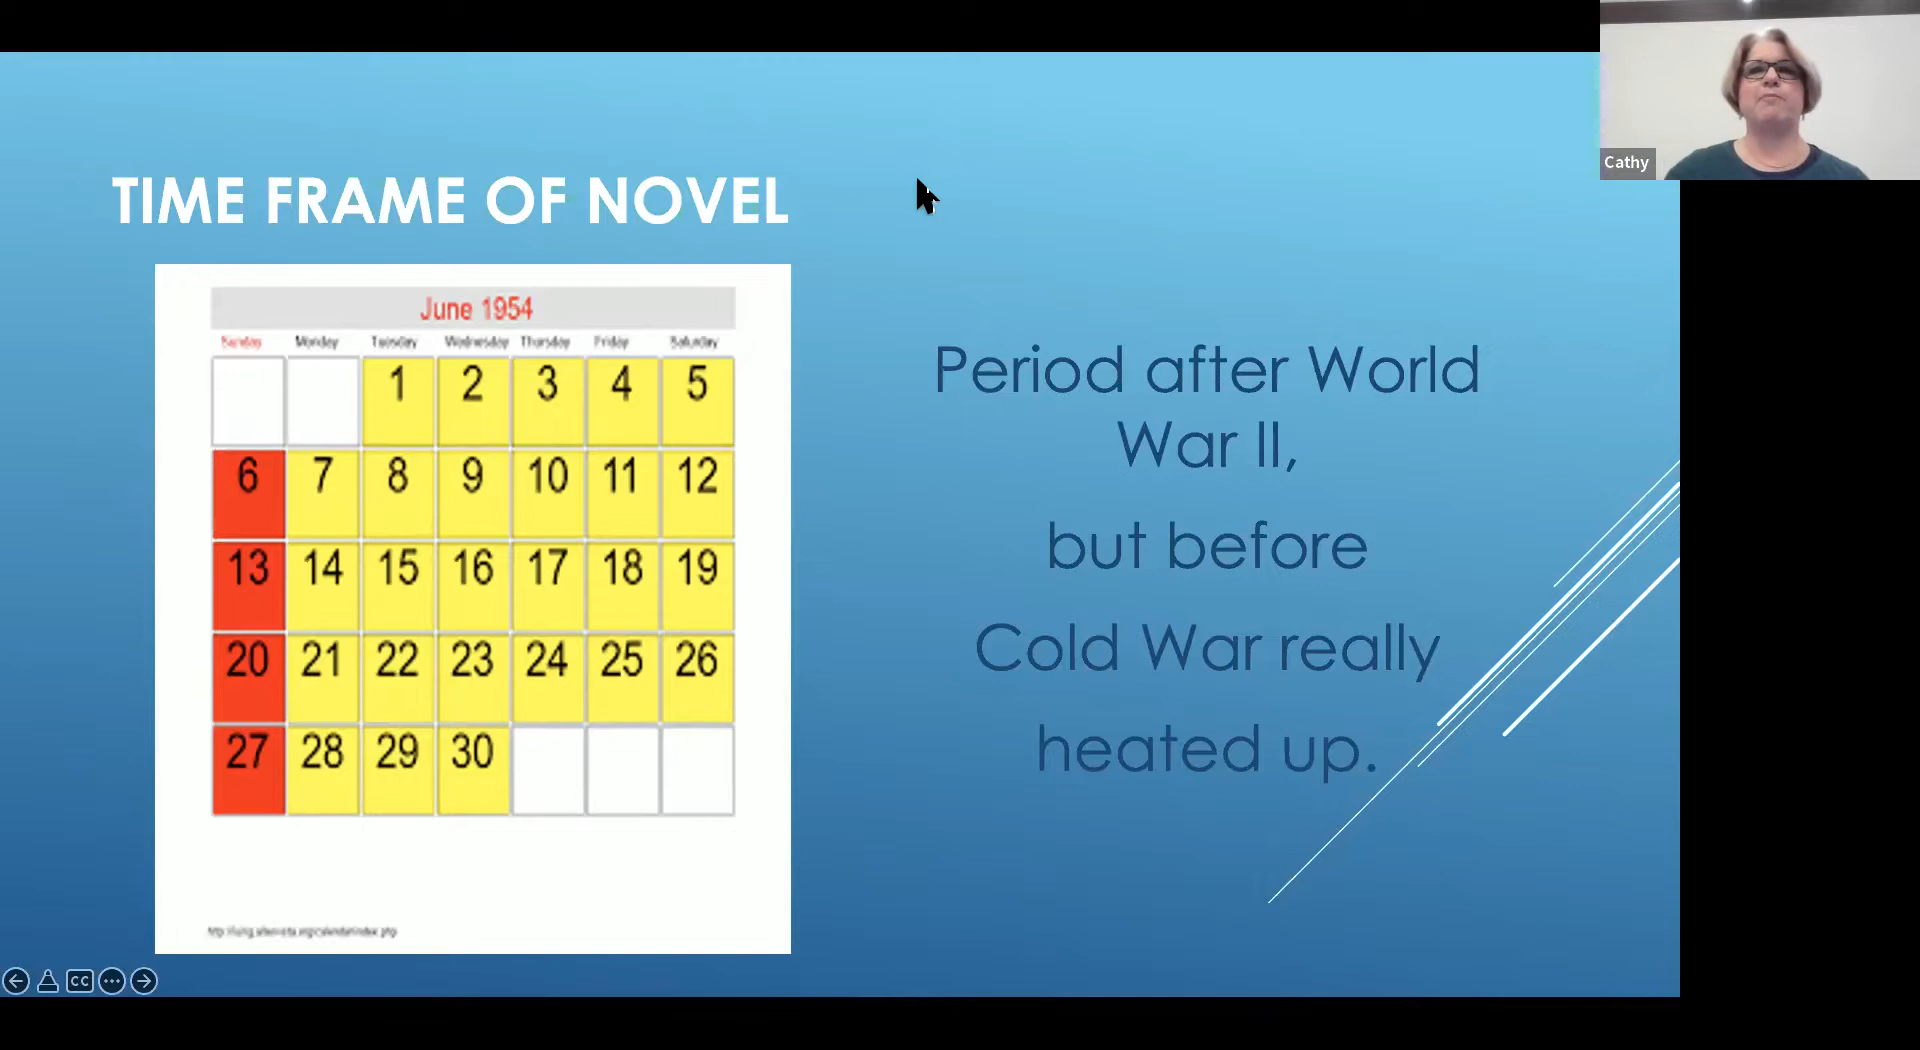 Cathy
TIME FRAME OF NOVEL
June 1954
Sunday Monday Tuesday Wednesday Thursday Friday Saturday
1 2 3 4 5
6 7 8 9 10 11 12
13 14 15 16 17 18 19
20 21 22 23 24 25 26
27 28 29 30
Period after World
War II,
but before
Cold War really
heated up.
CC